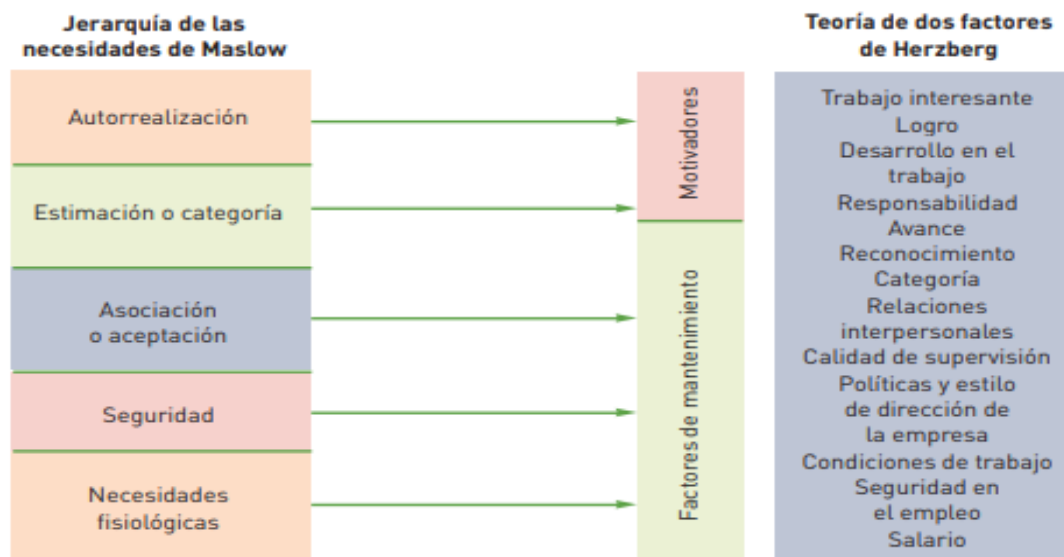 Jerarquía de las
necesidades de Maslow
Autorrealización
Estimación o categoría
Asociación
o aceptación
Seguridad
Necesidades
fisiológicas
Motivadores
Factores de mantenimiento
Teoría de dos factores
de Herzberg
Trabajo interesante
Logro
Desarrollo en el
trabajo
Responsabilidad
Avance
Reconocimiento
Categoría
Relaciones
interpersonales
Calidad de supervisión
Políticas y estilo
de dirección de
la empresa
Condiciones de trabajo
Seguridad en
el empleo
Salario